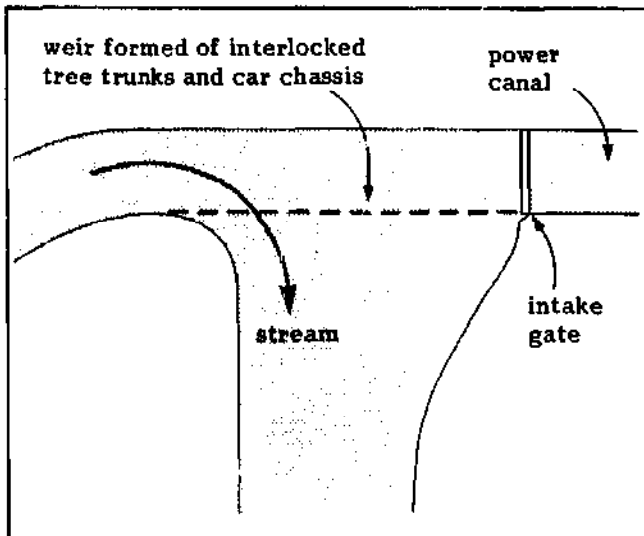 weir formed of interlocked
tree trunks and car chassis
power
canal
intake
gate
stream